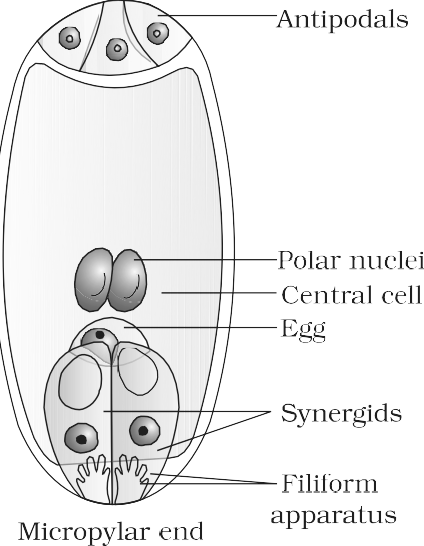 Antipodals
Polar nuclei
Central cell
Egg
Synergids
Filiform
apparatus
Micropylar end